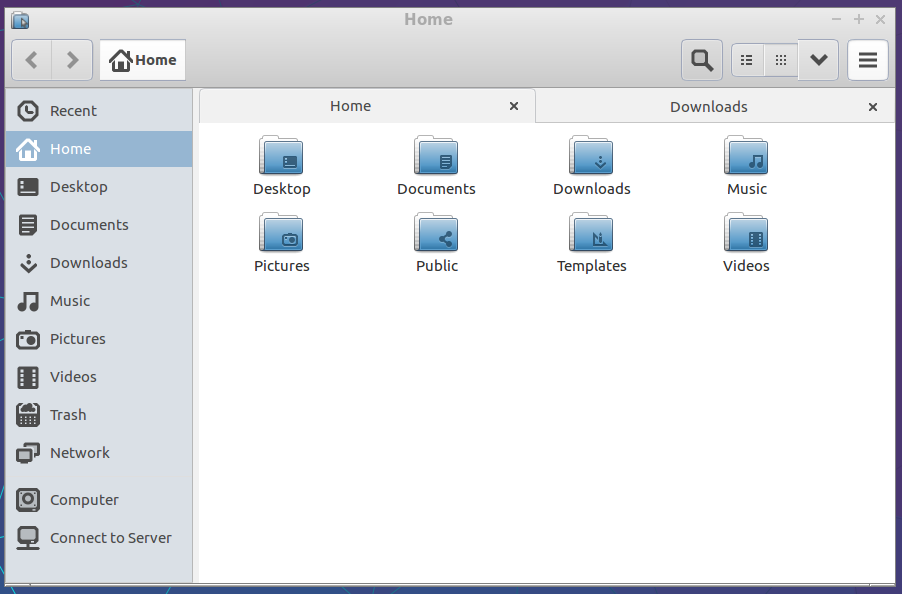 Home
Home
Home
Downloads
Recent
Home
Desktop
Documents
Downloads
Music
Pictures
Videos
Trash
Network
Computer
Connect to Server
Desktop
Documents
Downloads
Music
Pictures
Public
Templates
Videos